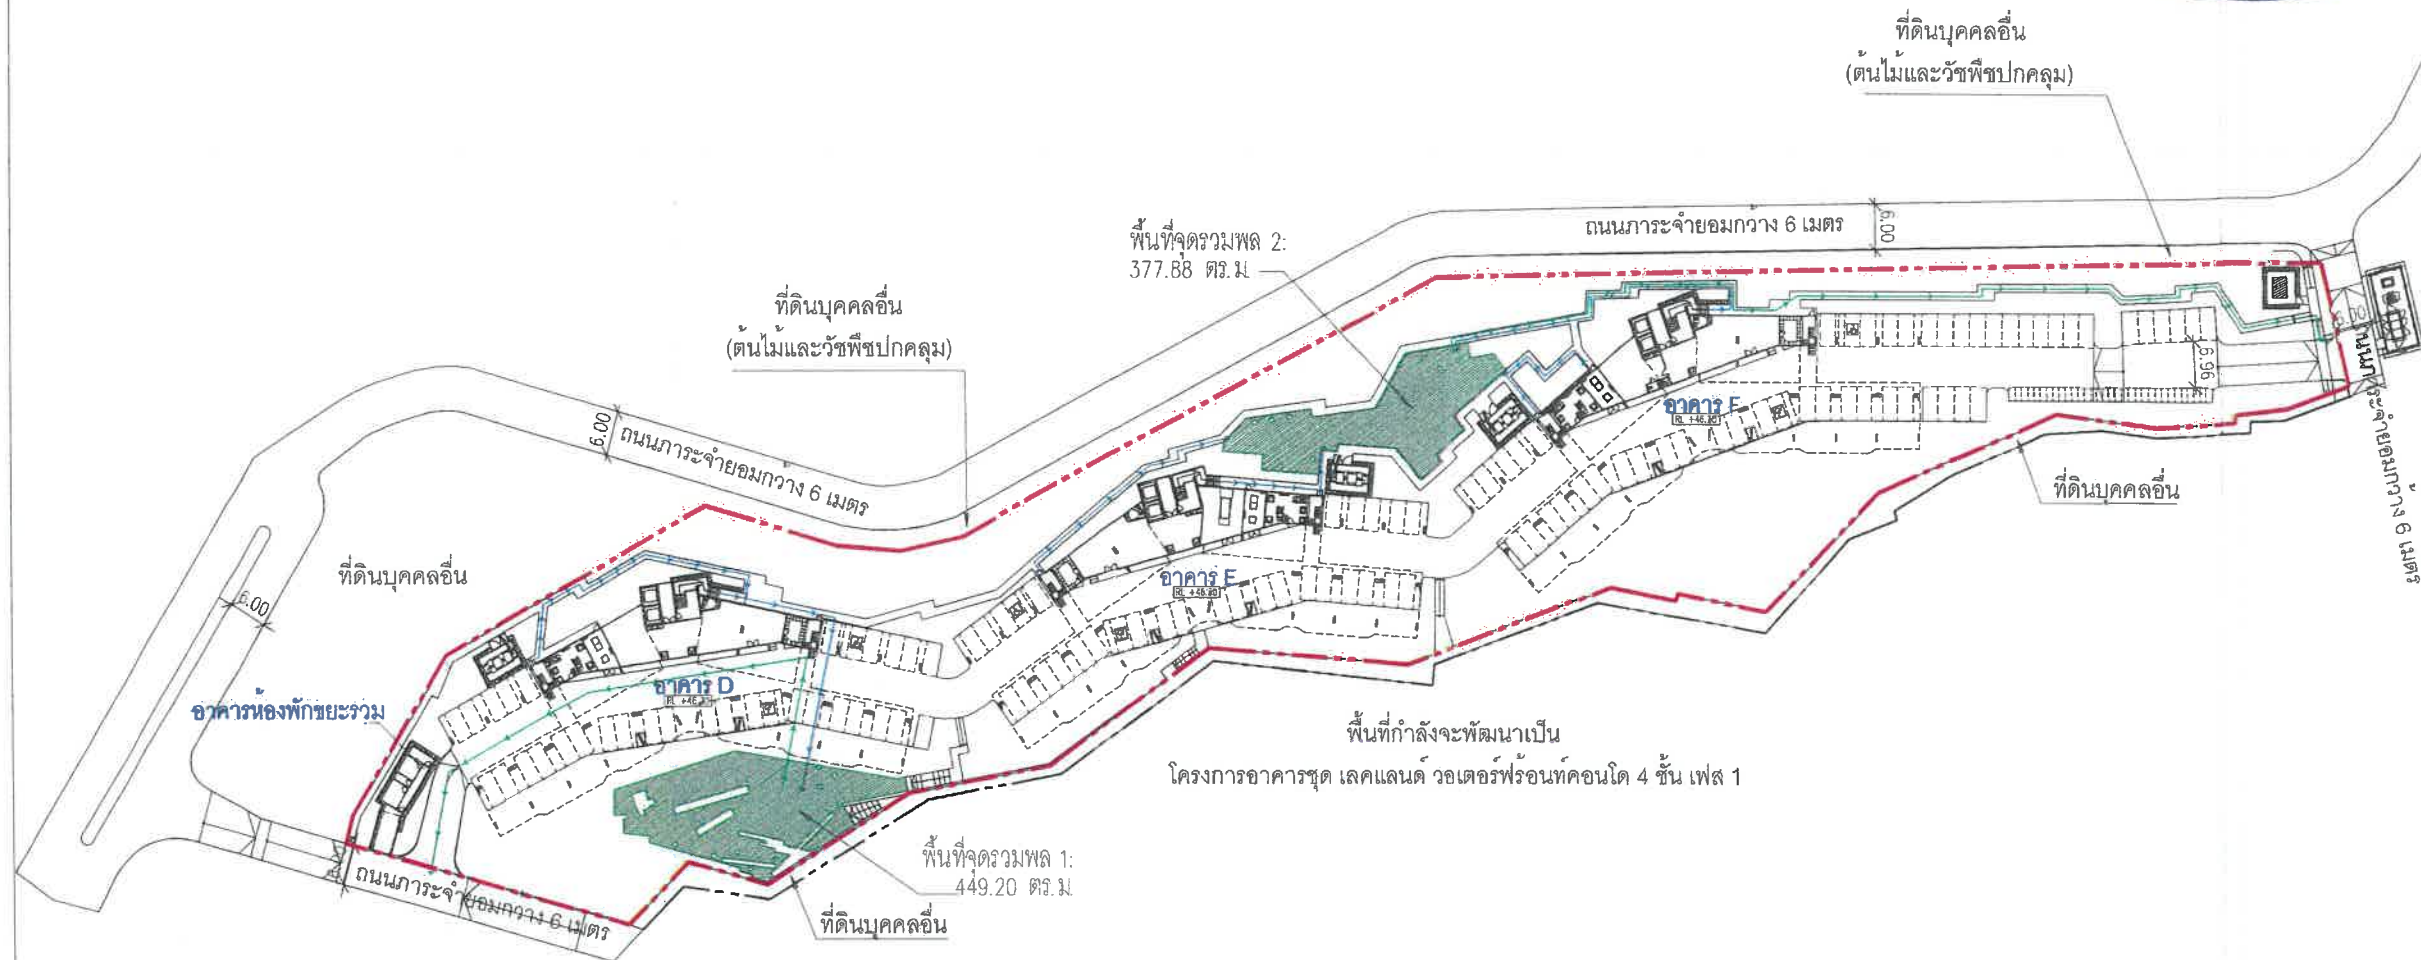 ที่ดินบุคคลอื่น
(ต้นไม้และวัชพืชปกคลุม)
ถนนภาระจำยอมกว้าง 6 เมตร
6.00
พื้นที่จุดรวมพล 2:
377.88 ตร.ม.
ที่ดินบุคคลอื่น
(ต้นไม้และวัชพืชปกคลุม)
6.00
ถนนภาระจำยอมกว้าง 6 เมตร
6.00
6.96
ถนนภาระจำยอมกว้าง 6 เมตร
อาคาร F
ที่ดินบุคคลอื่น
ที่ดินบุคคลอื่น
6.00
อาคาร E
อาคาร D
อาคารห้องพักขยะรวม
พื้นที่กำลังจะพัฒนาเป็น
โครงการอาคารชุด เลคแลนด์ วอเตอร์ฟร้อนท์คอนโด 4 ชั้น เฟส 1
พื้นที่จุดรวมพล 1:
449.20 ตร.ม.
ถนนภาระจำยอมกว้าง 6 เมตร
ที่ดินบุคคลอื่น